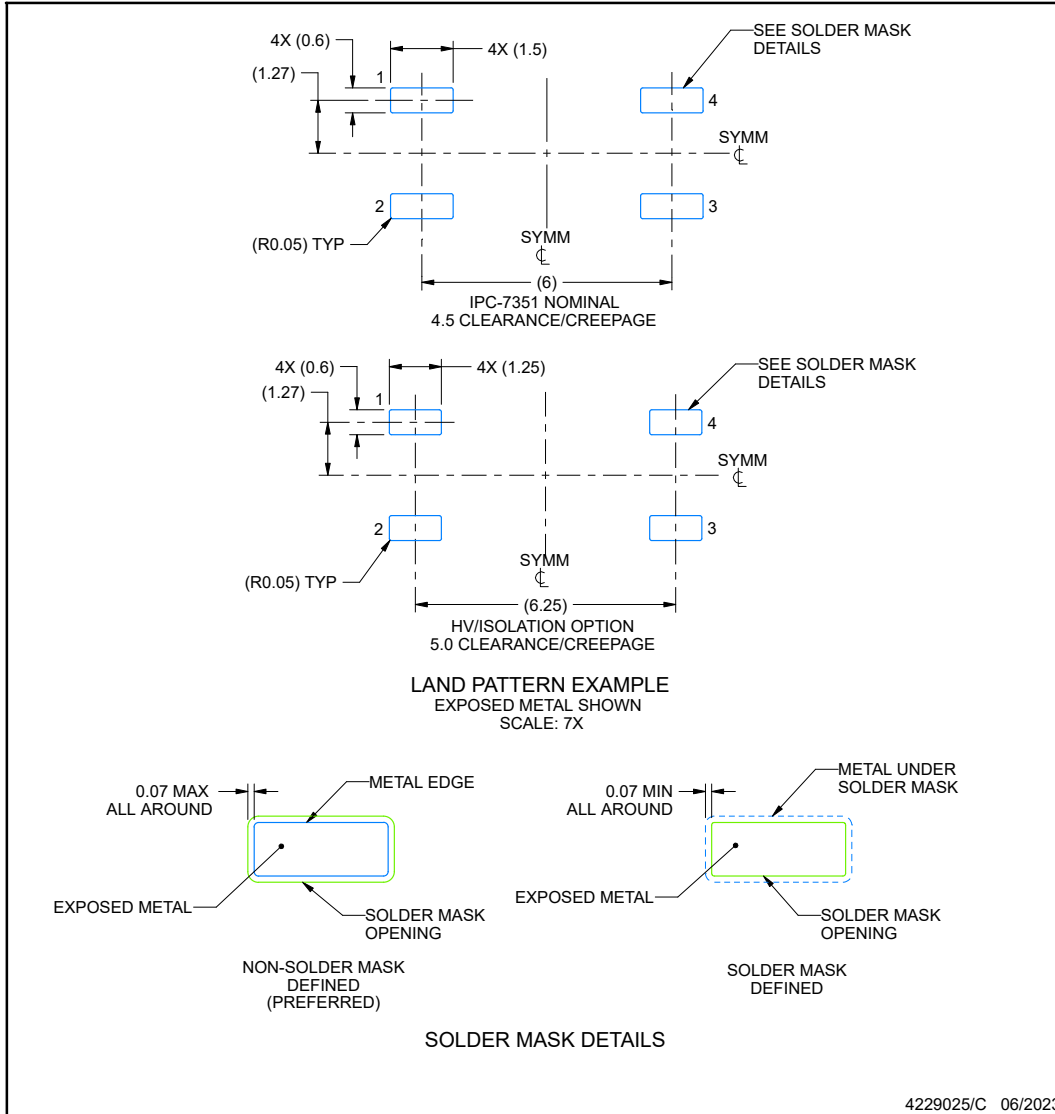 4X (0.6)
4X (1.5)
SEE SOLDER MASK
DETAILS
(1.27)
1
4
SYMM
℄
2
3
(R0.05) TYP
SYMM
℄
(6)
IPC-7351 NOMINAL
4.5 CLEARANCE/CREEPAGE
4X (0.6)
4X (1.25)
SEE SOLDER MASK
DETAILS
(1.27)
1
4
SYMM
℄
2
3
(R0.05) TYP
SYMM
℄
(6.25)
HV/ISOLATION OPTION
5.0 CLEARANCE/CREEPAGE
LAND PATTERN EXAMPLE
EXPOSED METAL SHOWN
SCALE: 7X
0.07 MAX
ALL AROUND
METAL EDGE
EXPOSED METAL
SOLDER MASK
OPENING
NON-SOLDER MASK
DEFINED
(PREFERRED)
0.07 MIN
ALL AROUND
METAL UNDER
SOLDER MASK
EXPOSED METAL
SOLDER MASK
OPENING
SOLDER MASK
DEFINED
SOLDER MASK DETAILS
4229025/C 06/2023